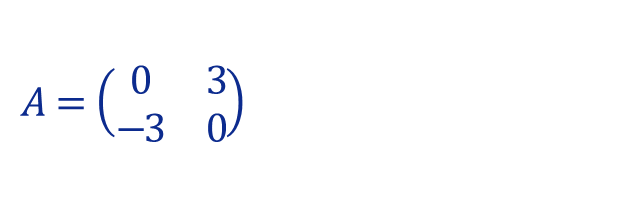 A = ( 0 3
−3 0 )